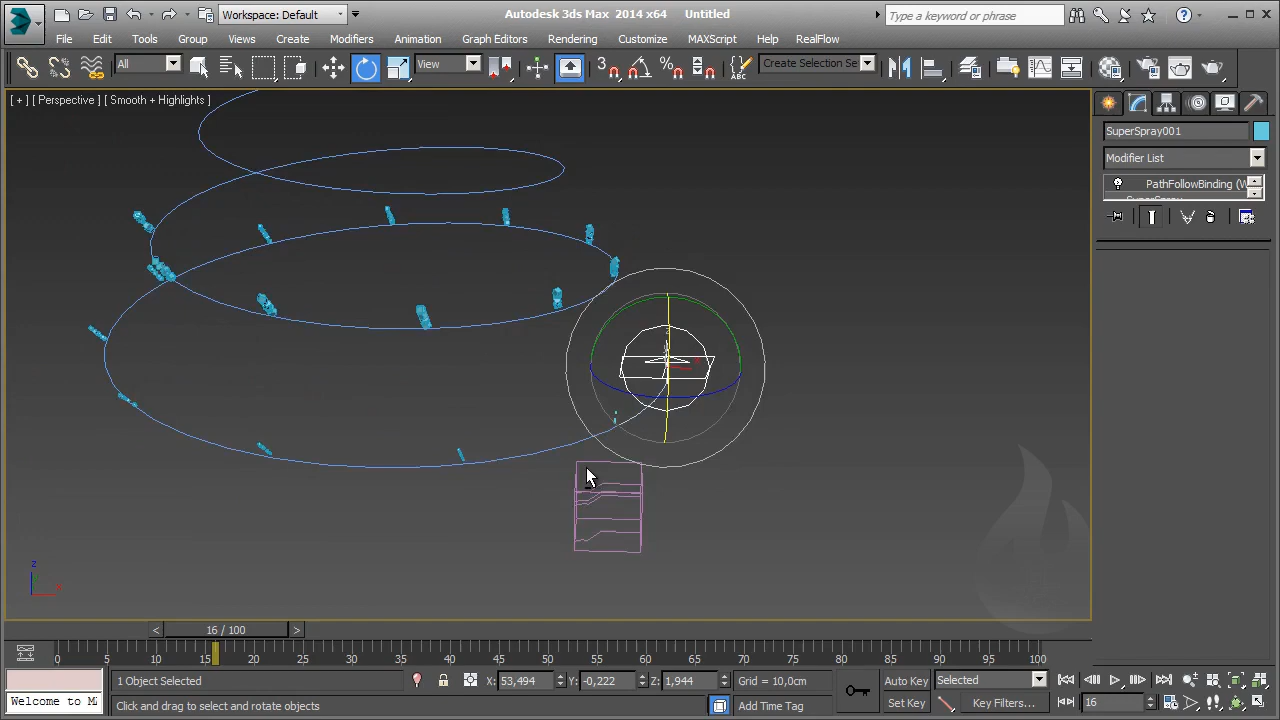 Workspace: Default
Autodesk 3ds Max 2014 x64 Untitled
Type a keyword or phrase
File Edit Tools Group Views Create Modifiers Animation Graph Editors Rendering Customize MAXScript Help RealFlow
All
View
3
Create Selection Se
[ + ] [ Perspective ] [ Smooth + Highlights ]
SuperSpray001
Modifier List
PathFollowBinding (W
z
16 / 100
0 5 10 15 20 25 30 35 40 45 50 55 60 65 70 75 80 85 90 95 100
1 Object Selected
X: 53,494
Y: -0,222
Z: 1,944
Grid = 10,0cm
Auto Key
Selected
Welcome to M
Click and drag to select and rotate objects
Add Time Tag
Set Key
Key Filters...
16